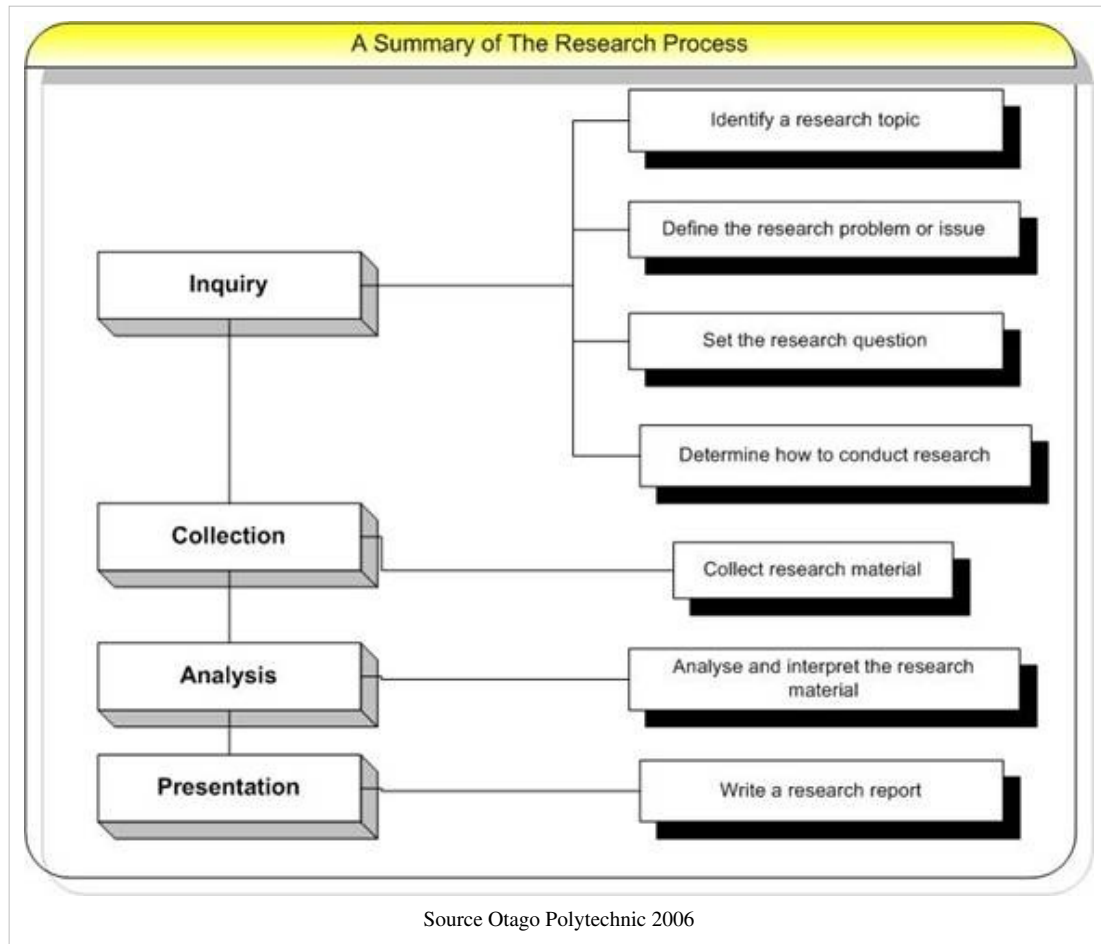 A Summary of The Research Process
Identify a research topic
Define the research problem or issue
Inquiry
Set the research question
Determine how to conduct research
Collection
Collect research material
Analysis
Analyse and interpret the research
material
Presentation
Write a research report
Source Otago Polytechnic 2006